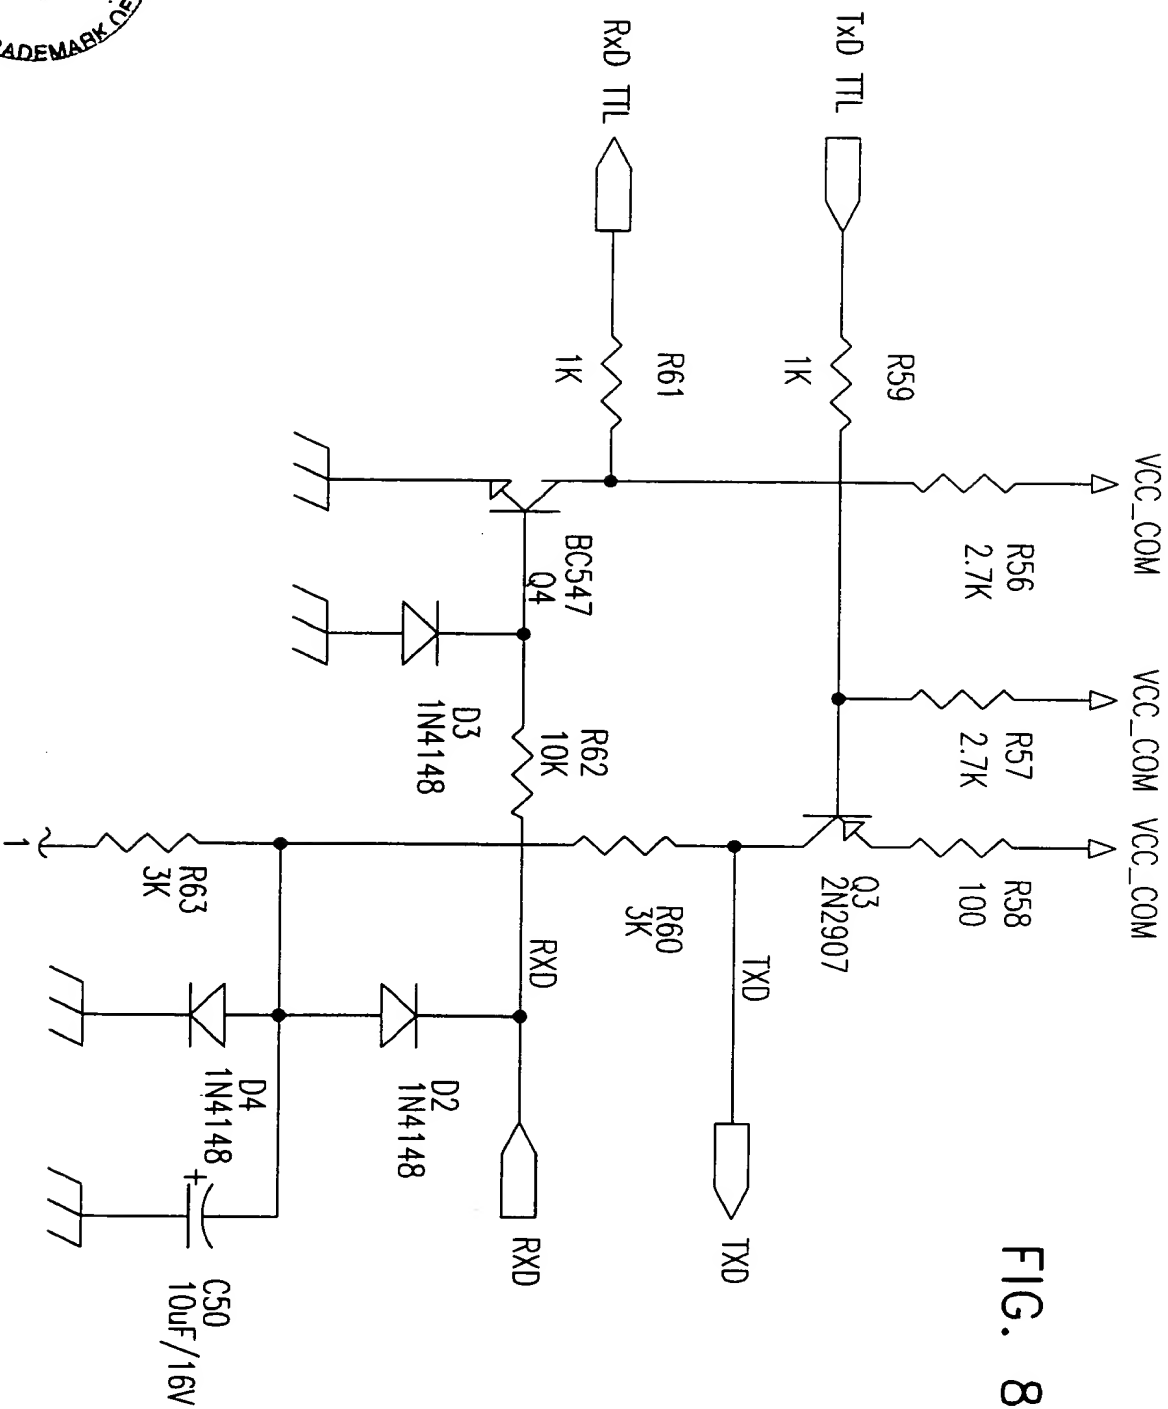 VCC_COM
VCC_COM
VCC_COM
R56
2.7K
R57
2.7K
R58
100
FIG. 8
R59
1K
TxD TTL
Q3
2N2907
TXD
TXD
R61
1K
RxD TTL
R60
3K
BC547
Q4
R62
10K
RXD
RXD
D3
1N4148
D2
1N4148
R63
3K
D4
1N4148
+
C50
10uF/16V
1
ADEMARK OF